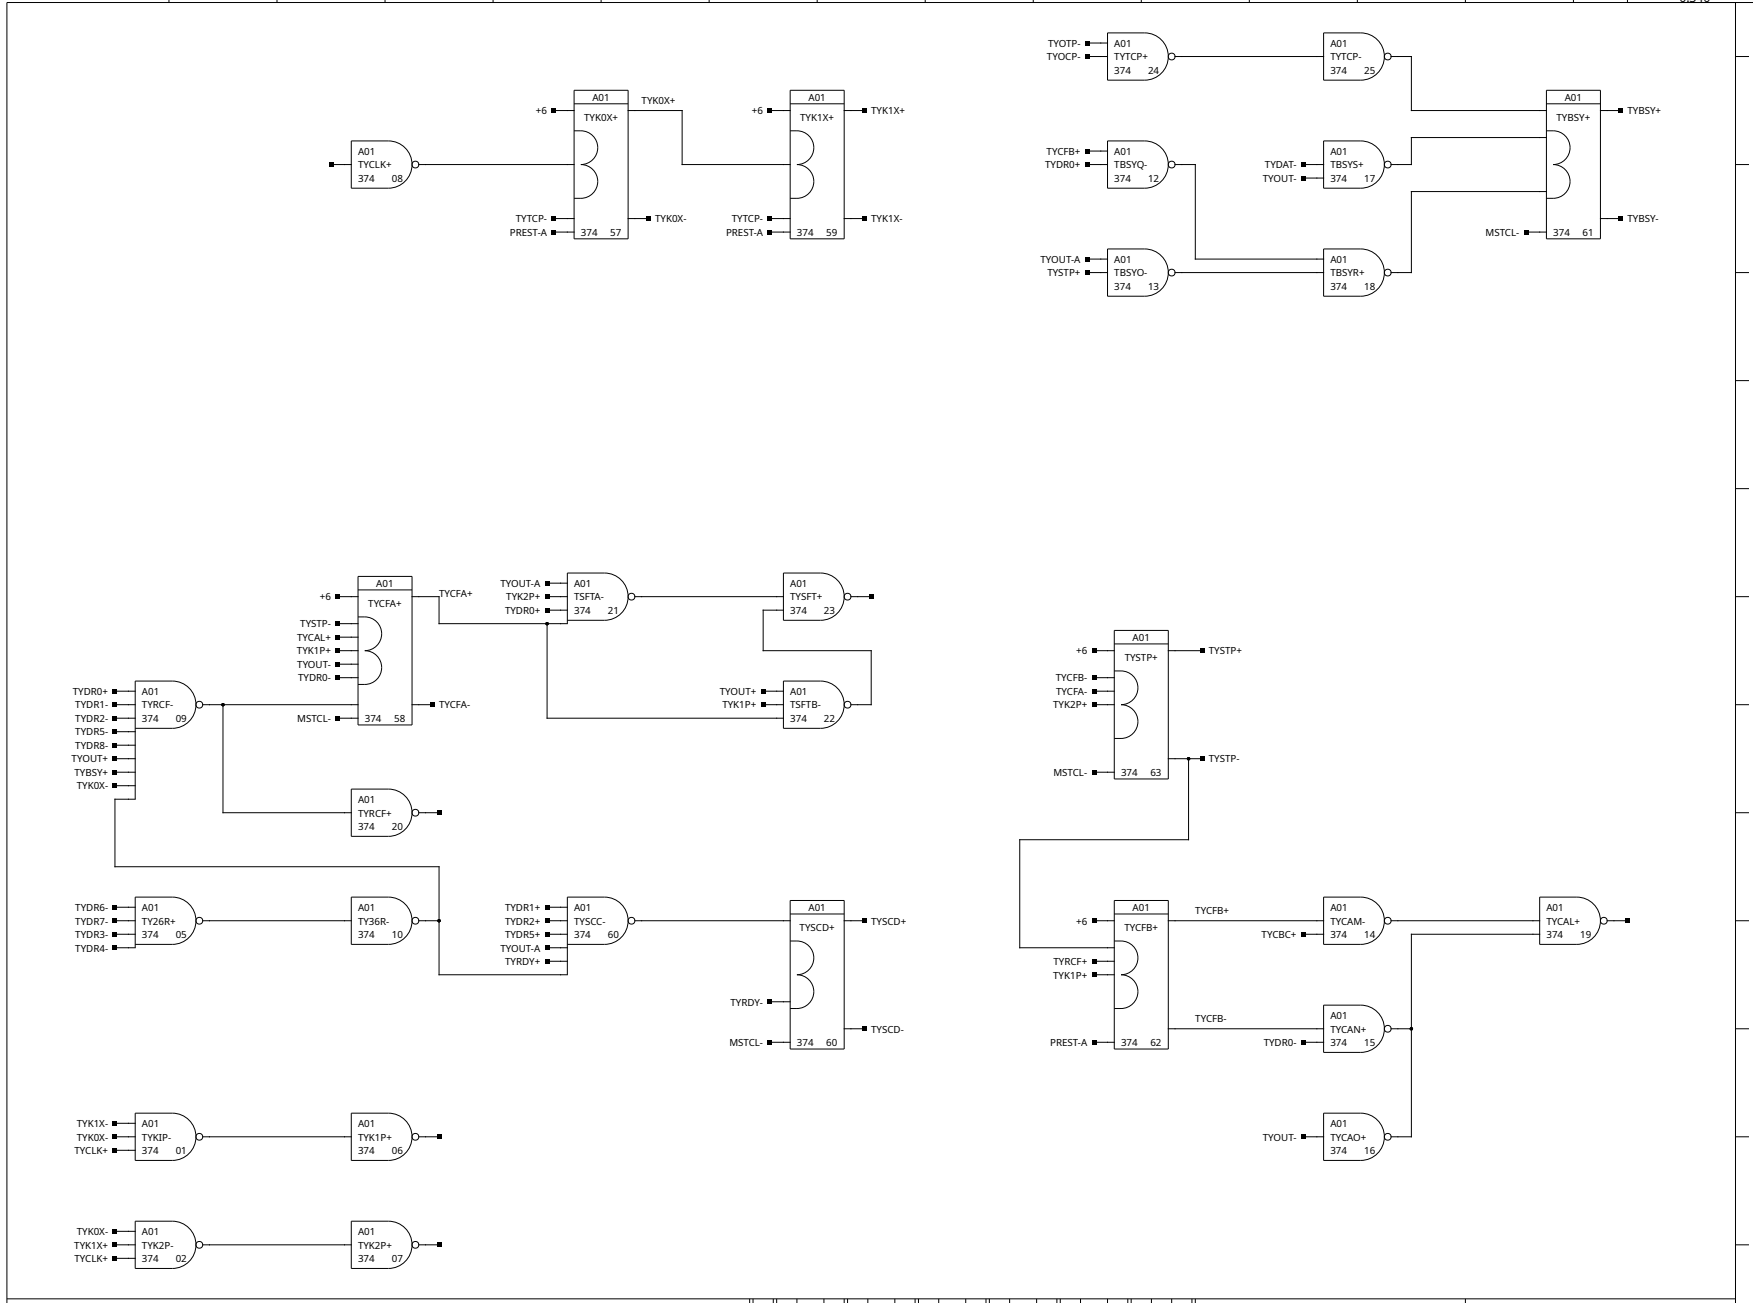 TYOTP-
TYOCP-
A01
TYTCP+
374 24
A01
TYTCP-
374 25
+6
A01
TYK0X+
TYK0X+
TYTCP-
PREST-A
374 57
TYK0X-
+6
A01
TYK1X+
TYK1X+
TYTCP-
PREST-A
374 59
TYK1X-
A01
TYBSY+
TYBSY+
MSTCL-
374 61
TYBSY-
A01
TYCLK+
374 08
TYCFB+
TYDR0+
A01
TBSYQ-
374 12
TYDAT-
TYOUT-
A01
TBSYS+
374 17
TYOUT-A
TYSTP+
A01
TBSYO-
374 13
A01
TBSYR+
374 18
+6
A01
TYCFA+
TYCFA+
TYSTP-
TYCAL+
TYK1P+
TYOUT-
TYDR0-
MSTCL-
374 58
TYCFA-
TYOUT-A
TYK2P+
TYDR0+
A01
TSFTA-
374 21
A01
TYSFT+
374 23
TYOUT+
TYK1P+
A01
TSFTB-
374 22
+6
A01
TYSTP+
TYSTP+
TYCFB-
TYCFA-
TYK2P+
MSTCL-
374 63
TYSTP-
TYDR0+
TYDR1-
TYDR2-
TYDR5-
TYDR8-
TYOUT+
TYBSY+
TYK0X-
A01
TYRCF-
374 09
A01
TYRCF+
374 20
TYDR6-
TYDR7-
TYDR3-
TYDR4-
A01
TY26R+
374 05
A01
TY36R-
374 10
TYDR1+
TYDR2+
TYDR5+
TYOUT-A
TYRDY+
A01
TYSCC-
374 60
A01
TYSCD+
TYSCD+
TYRDY-
MSTCL-
374 60
TYSCD-
+6
A01
TYCFB+
TYCFB+
TYRCF+
TYK1P+
PREST-A
374 62
TYCFB-
TYCBC+
A01
TYCAM-
374 14
A01
TYCAL+
374 19
TYDR0-
A01
TYCAN+
374 15
TYOUT-
A01
TYCAO+
374 16
TYK1X-
TYK0X-
TYCLK+
A01
TYKIP-
374 01
A01
TYK1P+
374 06
TYK0X-
TYK1X+
TYCLK+
A01
TYK2P-
374 02
A01
TYK2P+
374 07